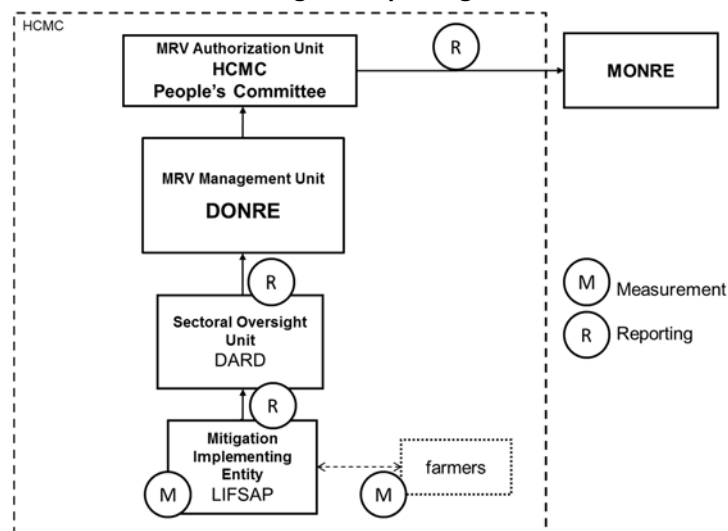 HCMC
MRV Authorization Unit
HCMC
People's Committee
R
MONRE
MRV Management Unit
DONRE
M Measurement
R
R Reporting
Sectoral Oversight
Unit
DARD
R
Mitigation
Implementing
Entity
LIFSAP
M
farmers
M